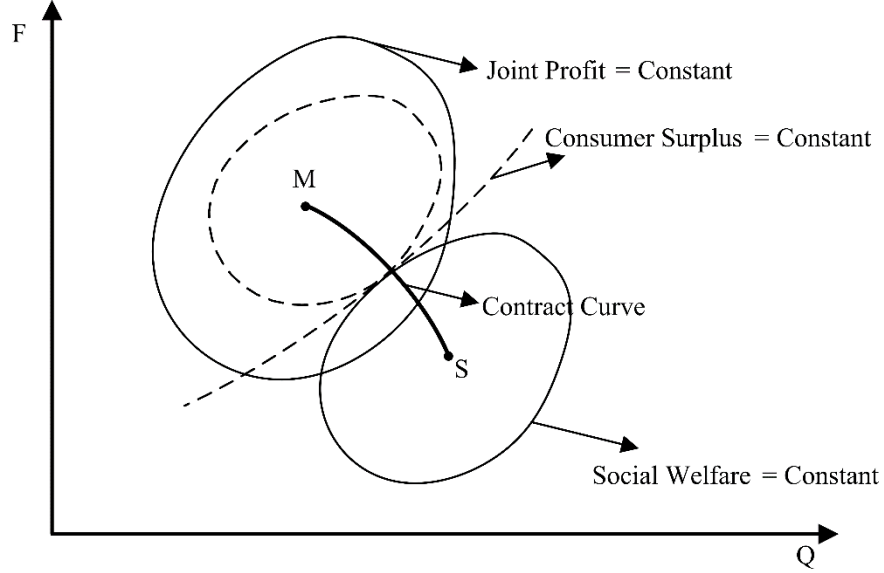 F
Joint Profit = Constant
Consumer Surplus = Constant
M
Contract Curve
S
Social Welfare = Constant
Q